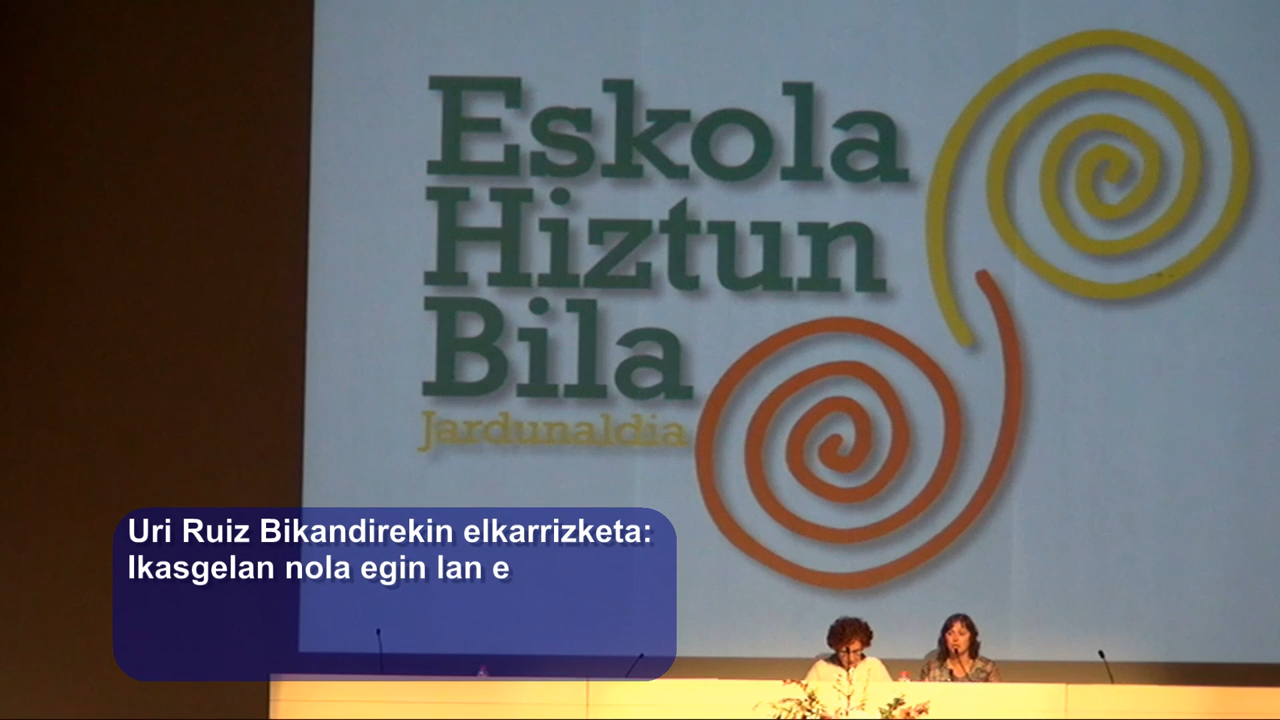 Eskola
Hiztun
Bila
Jardunaldia
Uri Ruiz Bikandirekin elkarrizketa:
Ikasgelan nola egin lan e